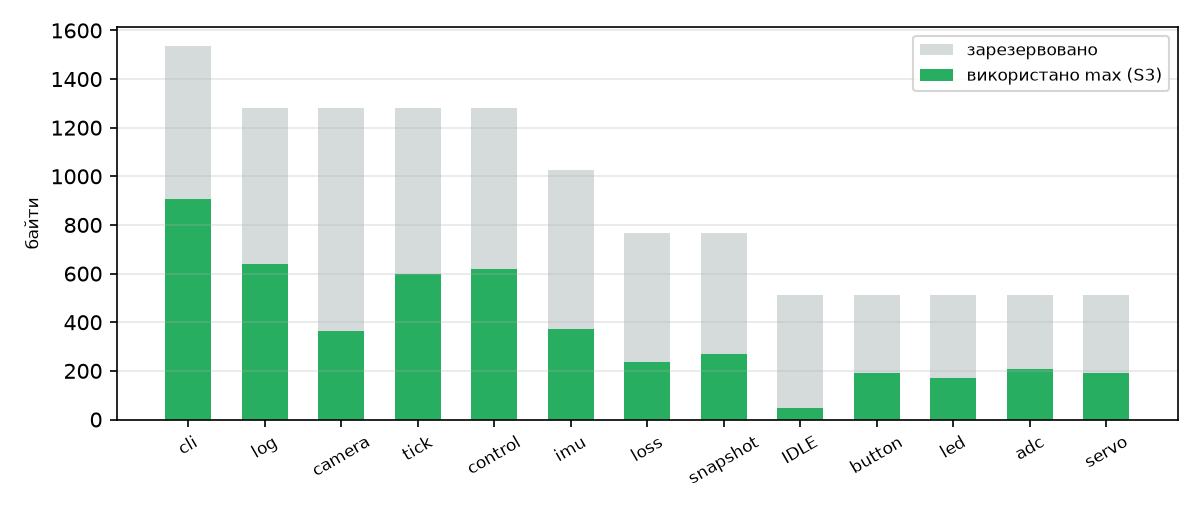 1600
1400
1200
1000
800
600
400
200
0
байти
зарезервовано
використано max (S3)
cli
log
camera
tick
control
imu
loss
snapshot
IDLE
button
led
adc
servo